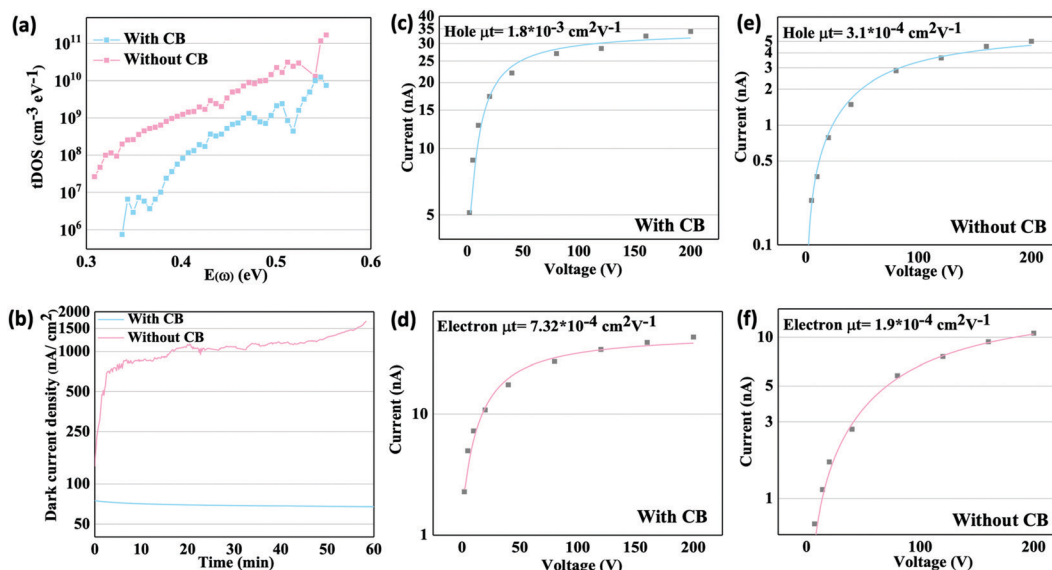 (a)
10¹¹
10¹⁰
10⁹
10⁸
10⁷
10⁶
tDOS (cm⁻³ eV⁻¹)
With CB
Without CB
0.3 0.4 0.5 0.6
E(ω) (eV)
(b)
2000
1500
1000
500
250
100
50
Dark current density (nA/ cm²)
With CB
Without CB
0 10 20 30 40 50 60
Time (min)
(c)
40
35
30
25
20
15
10
5
Current (nA)
Hole μt= 1.8*10⁻³ cm²V⁻¹
With CB
0 50 100 150 200
Voltage (V)
(d)
10
1
Current (nA)
Electron μt= 7.32*10⁻⁴ cm²V⁻¹
With CB
0 50 100 150 200
Voltage (V)
(e)
5
4
3
2
1
0.5
0.1
Current (nA)
Hole μt= 3.1*10⁻⁴ cm²V⁻¹
Without CB
0 100 200
Voltage (V)
(f)
10
5
3
1
Current (nA)
Electron μt= 1.9*10⁻⁴ cm²V⁻¹
Without CB
0 100 200
Voltage (V)